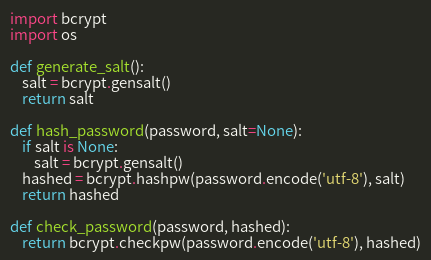 import bcrypt
import os

def generate_salt():
    salt = bcrypt.gensalt()
    return salt

def hash_password(password, salt=None):
    if salt is None:
        salt = bcrypt.gensalt()
    hashed = bcrypt.hashpw(password.encode('utf-8'), salt)
    return hashed

def check_password(password, hashed):
    return bcrypt.checkpw(password.encode('utf-8'), hashed)